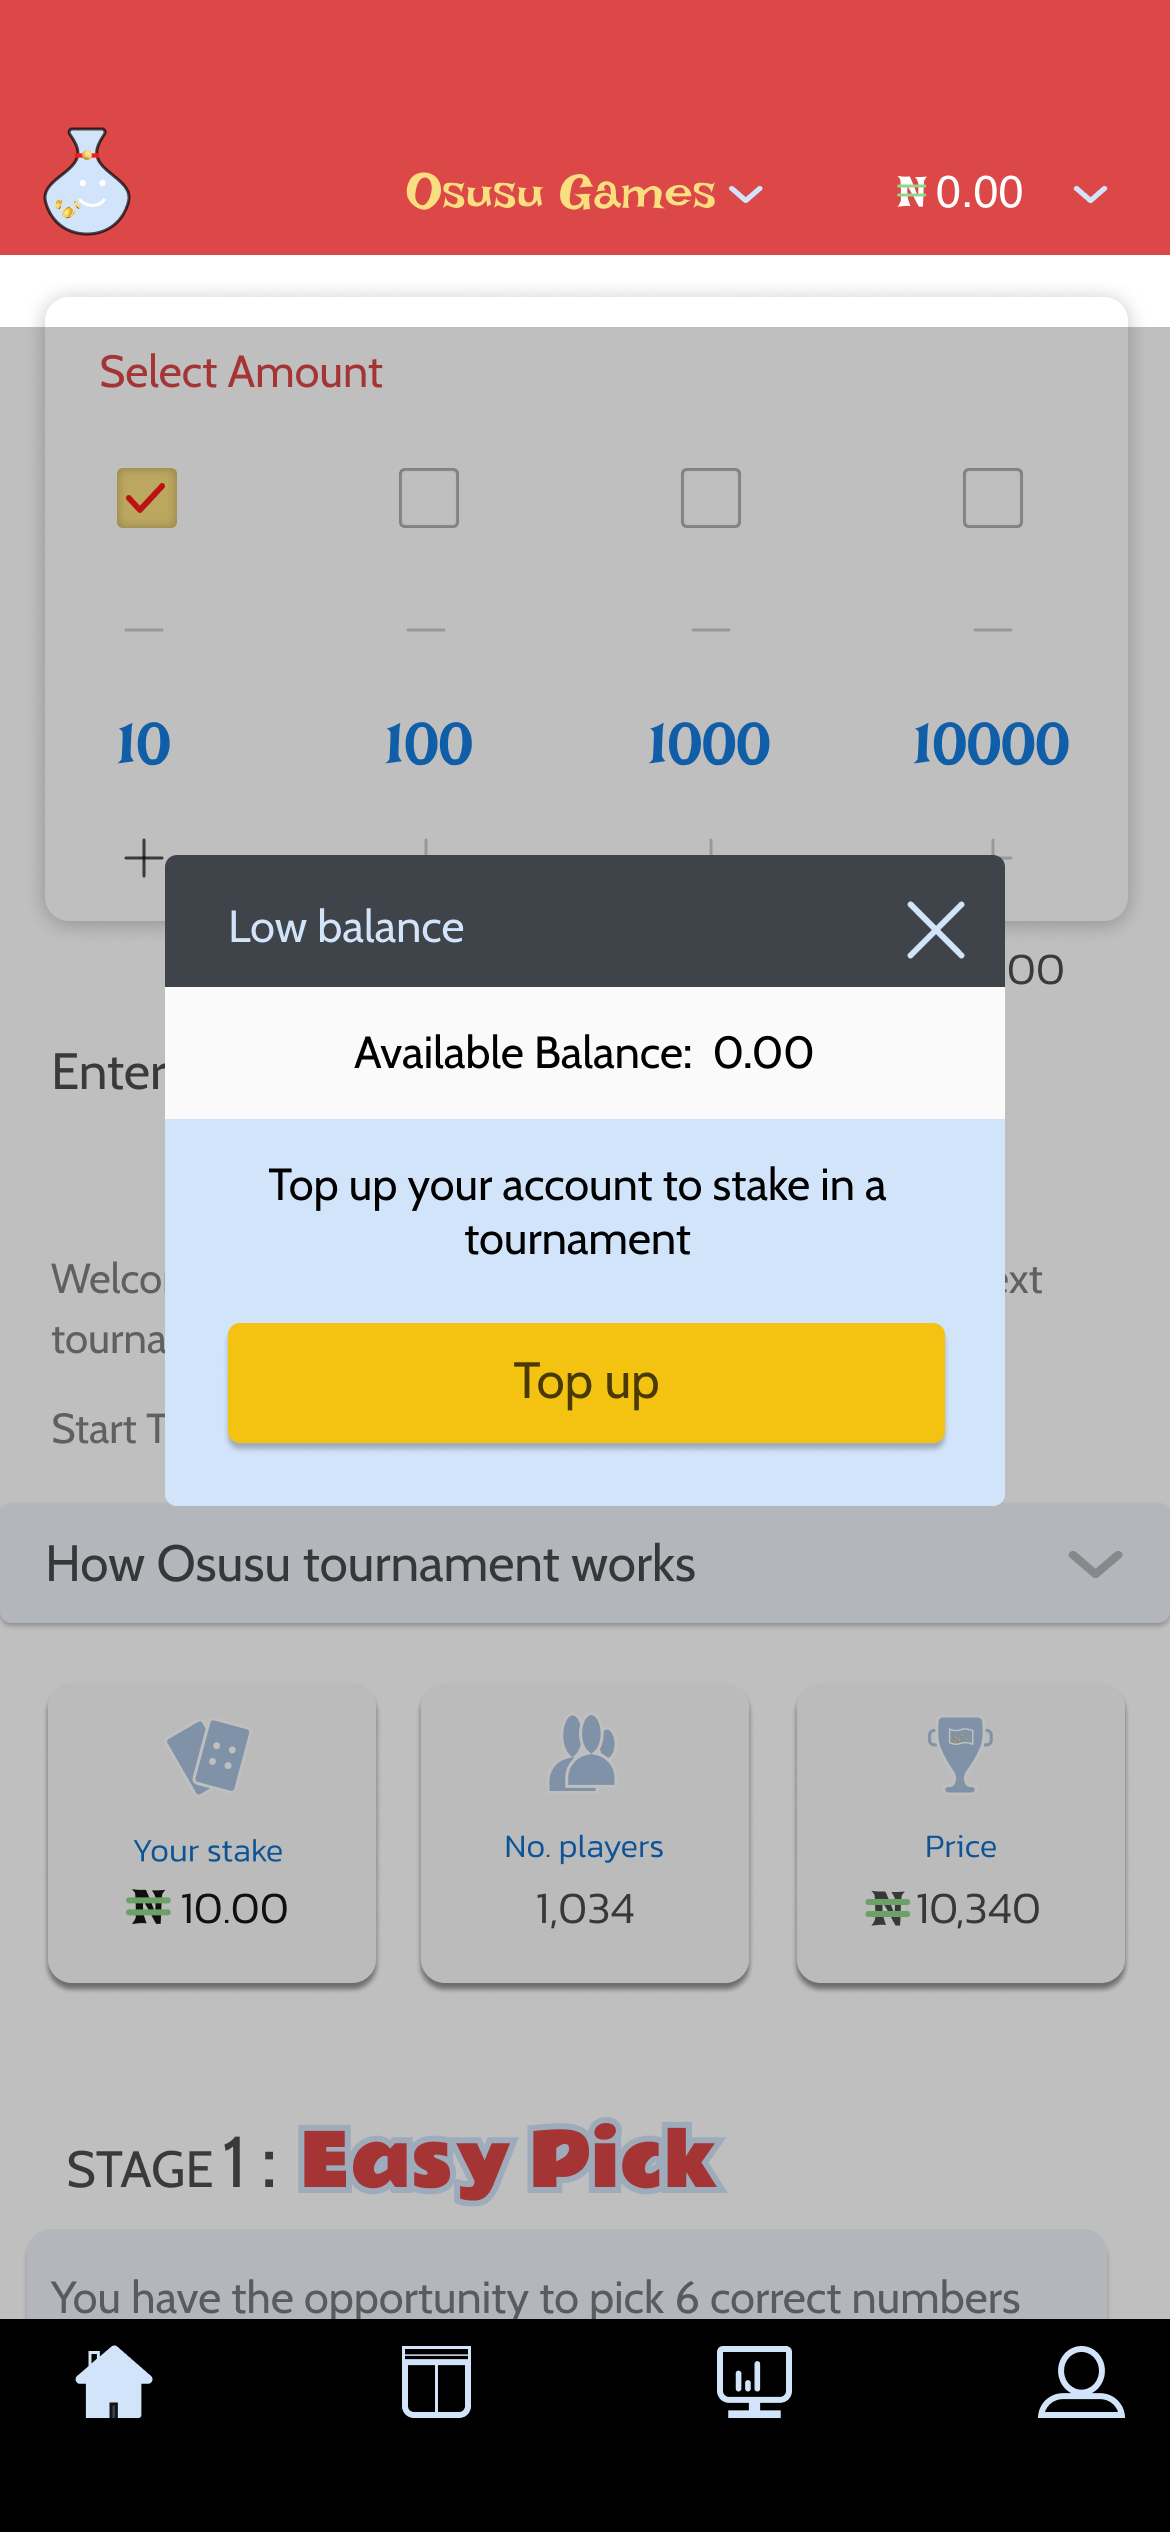 Osusu Games
₦ 0.00
Select Amount
10 100 1000 10000
Low balance
00
Available Balance: 0.00
Enter
Top up your account to stake in a
tournament
Top up
Start T
How Osusu tournament works
Your stake
₦ 10.00
No. players
1,034
Price
₦ 10,340
STAGE 1 : Easy Pick
You have the opportunity to pick 6 correct numbers